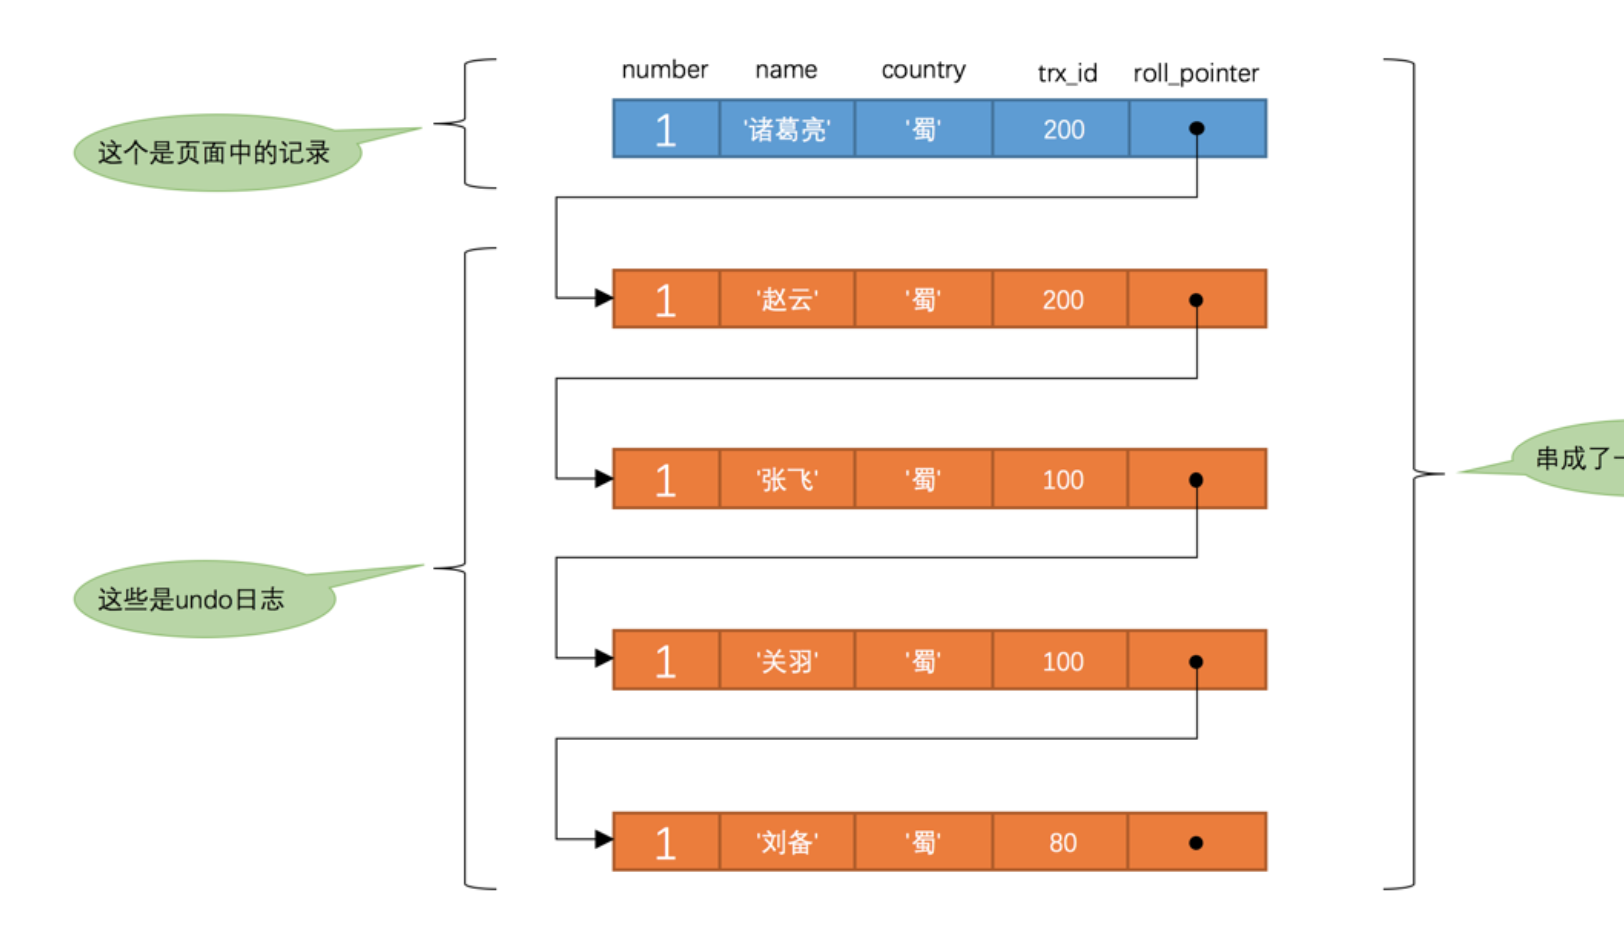 number name country trx_id roll_pointer
这个是页面中的记录
1 '诸葛亮' '蜀' 200
1 '赵云' '蜀' 200
1 '张飞' '蜀' 100
串成了一
这些是undo日志
1 '关羽' '蜀' 100
1 '刘备' '蜀' 80